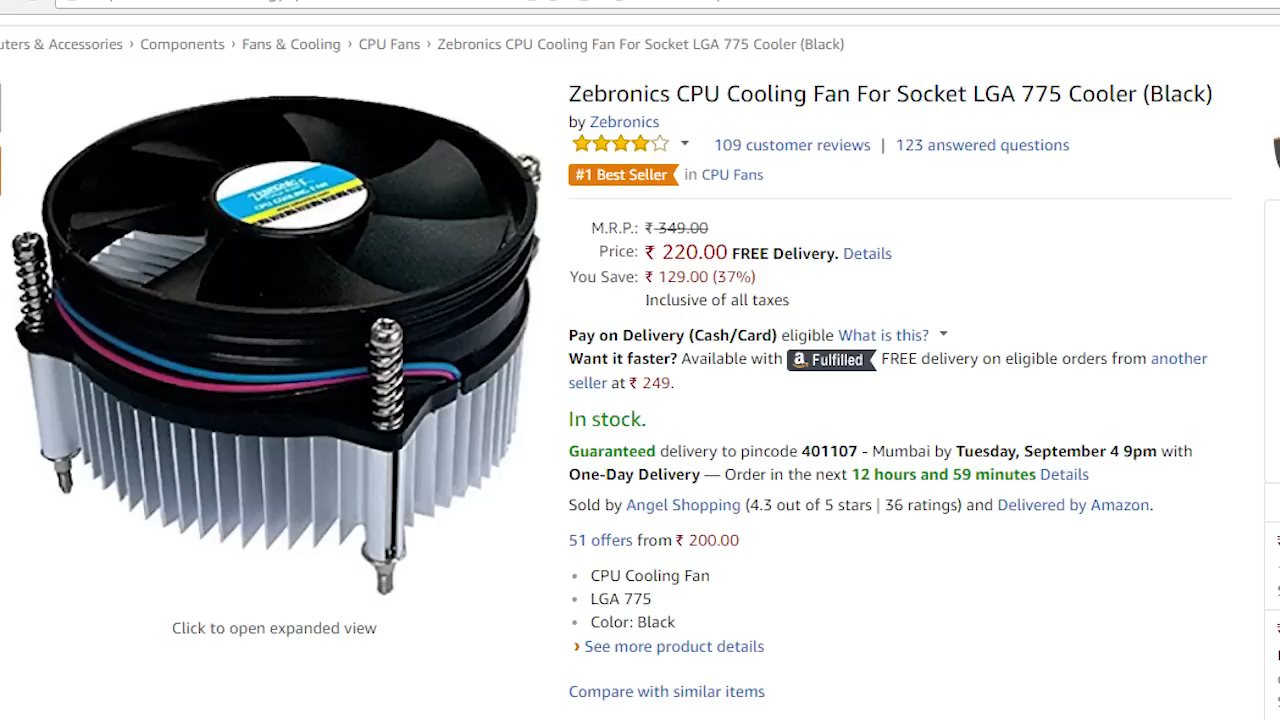 uters & Accessories › Components › Fans & Cooling › CPU Fans › Zebronics CPU Cooling Fan For Socket LGA 775 Cooler (Black)
Zebronics CPU Cooling Fan For Socket LGA 775 Cooler (Black)
by Zebronics
109 customer reviews | 123 answered questions
#1 Best Seller in CPU Fans
M.R.P.: ₹ 349.00
Price: ₹ 220.00 FREE Delivery. Details
You Save: ₹ 129.00 (37%)
Inclusive of all taxes
Pay on Delivery (Cash/Card) eligible What is this?
Want it faster? Available with a Fulfilled FREE delivery on eligible orders from another
seller at ₹ 249.
In stock.
Guaranteed delivery to pincode 401107 - Mumbai by Tuesday, September 4 9pm with
One-Day Delivery — Order in the next 12 hours and 59 minutes Details
Sold by Angel Shopping (4.3 out of 5 stars | 36 ratings) and Delivered by Amazon.
51 offers from ₹ 200.00
• CPU Cooling Fan
• LGA 775
• Color: Black
› See more product details
Compare with similar items
Zebronics
CPU COOLING FAN
Click to open expanded view